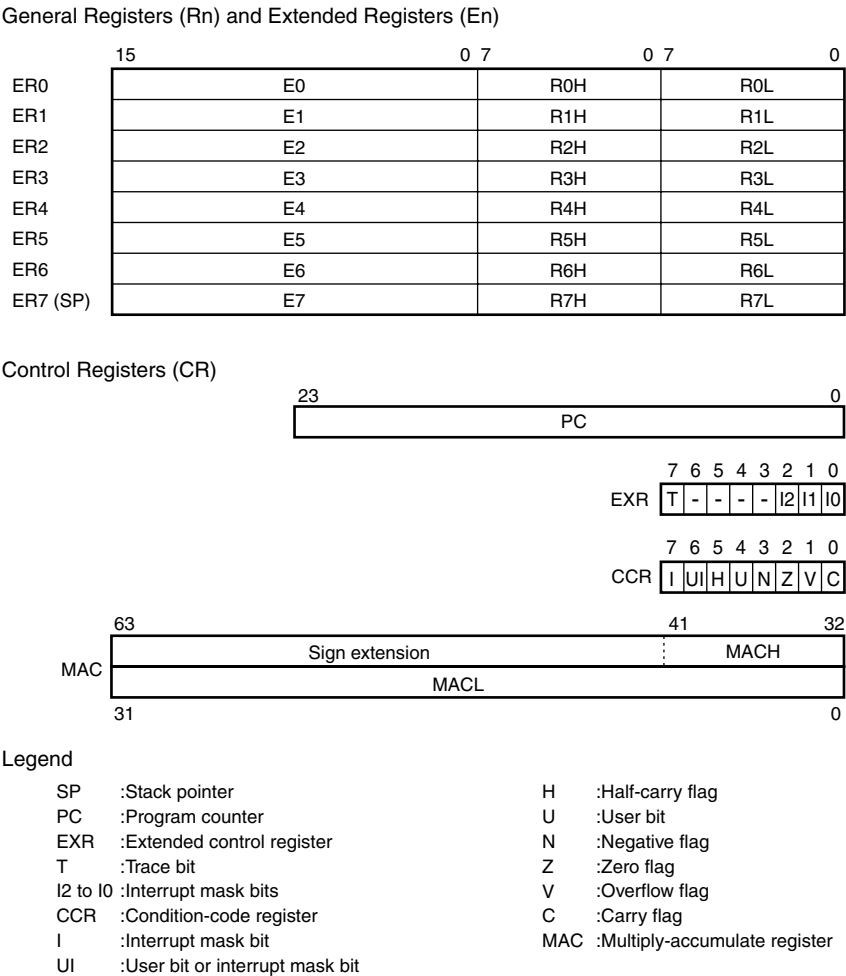 General Registers (Rn) and Extended Registers (En)
15 0 7 0 7 0
ER0 E0 R0H R0L
ER1 E1 R1H R1L
ER2 E2 R2H R2L
ER3 E3 R3H R3L
ER4 E4 R4H R4L
ER5 E5 R5H R5L
ER6 E6 R6H R6L
ER7 (SP) E7 R7H R7L
Control Registers (CR)
23 0
PC
7 6 5 4 3 2 1 0
EXR T - - - - I2 I1 I0
7 6 5 4 3 2 1 0
CCR I UI H U N Z V C
63 41 32
Sign extension MACH
MAC
MACL
31 0
Legend
SP :Stack pointer
PC :Program counter
EXR :Extended control register
T :Trace bit
I2 to I0 :Interrupt mask bits
CCR :Condition-code register
I :Interrupt mask bit
UI :User bit or interrupt mask bit
H :Half-carry flag
U :User bit
N :Negative flag
Z :Zero flag
V :Overflow flag
C :Carry flag
MAC :Multiply-accumulate register